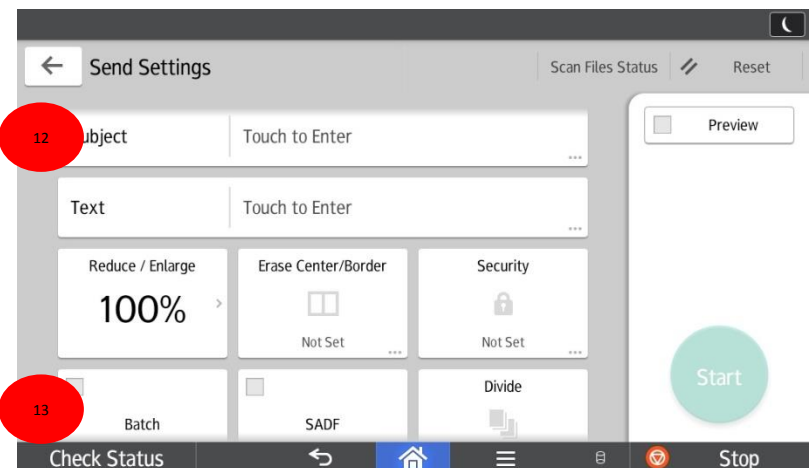 Send Settings Scan Files Status Reset
12 ubject Touch to Enter Preview
Text Touch to Enter
Reduce / Enlarge Erase Center/Border Security
100%
Not Set Not Set
Start
13 Batch SADF Divide
Check Status Stop